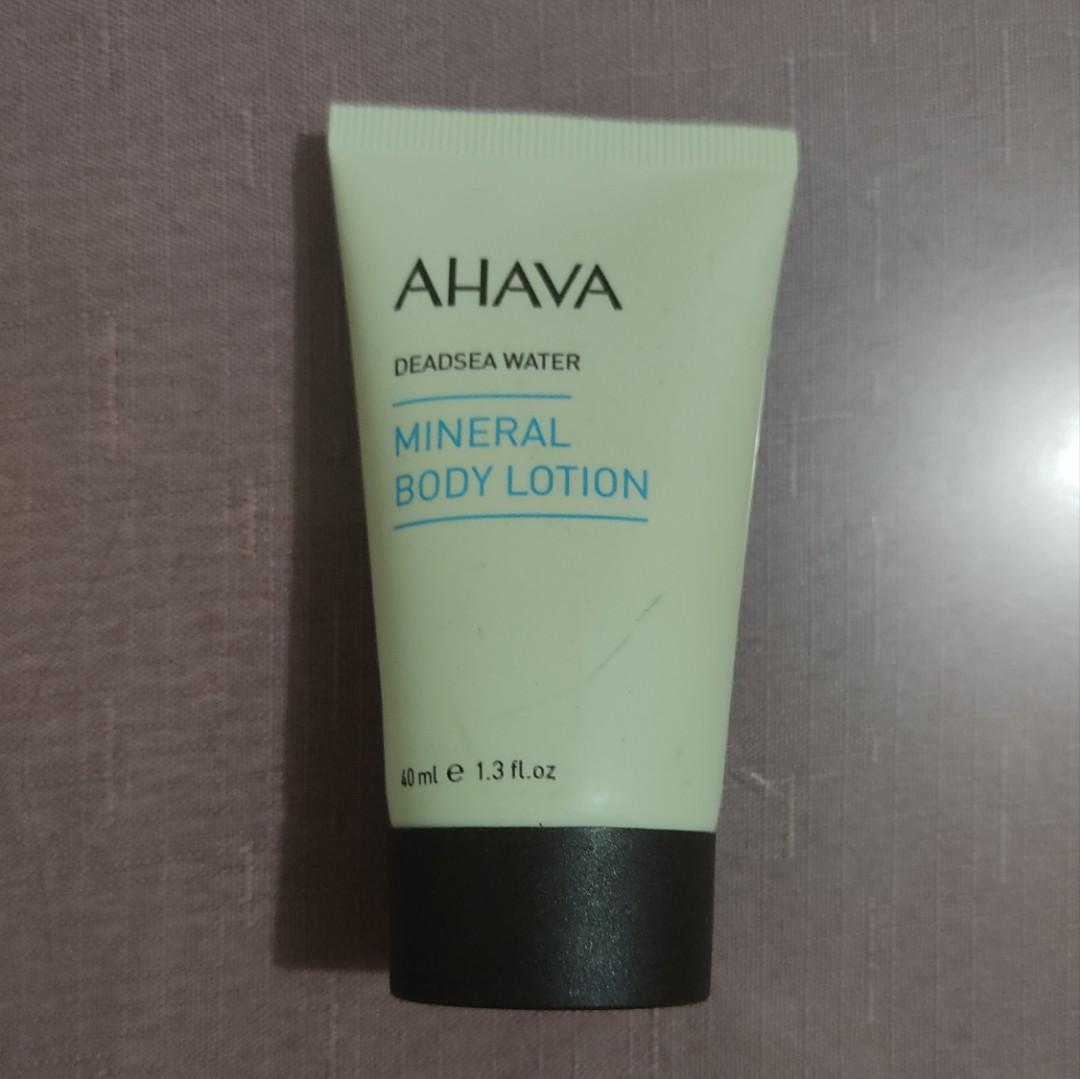 AHAVA
DEADSEA WATER
MINERAL
BODY LOTION
40 ml e 1.3 fl.oz